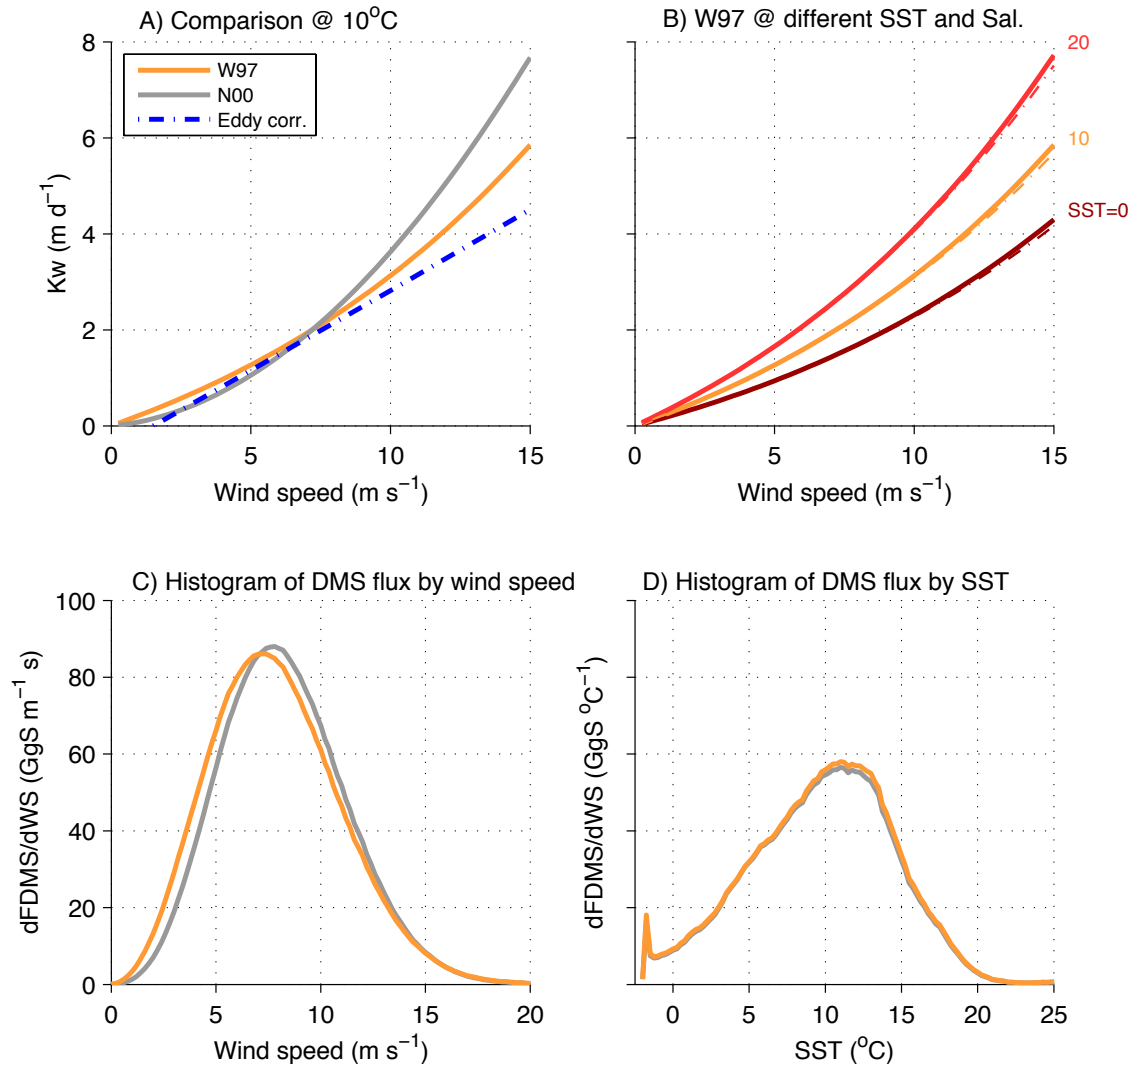 A) Comparison @ 10°C
8
6
4
2
0
Kw (m d⁻¹)
W97
N00
Eddy corr.
0 5 10 15
Wind speed (m s⁻¹)
B) W97 @ different SST and Sal.
20
10
SST=0
0 5 10 15
Wind speed (m s⁻¹)
C) Histogram of DMS flux by wind speed
100
80
60
40
20
0
dFDMS/dWS (GgS m⁻¹ s)
0 5 10 15 20
Wind speed (m s⁻¹)
D) Histogram of DMS flux by SST
dFDMS/dWS (GgS °C⁻¹)
0 5 10 15 20 25
SST (°C)